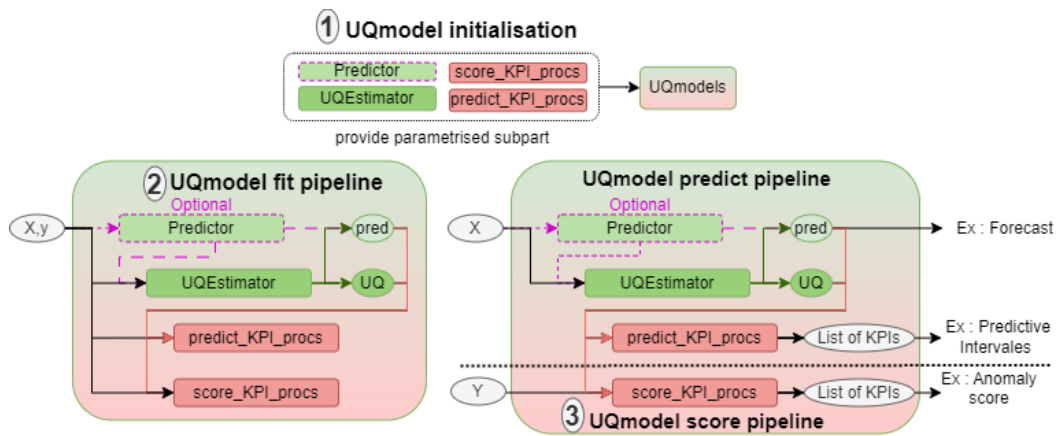 1 UQmodel initialisation
Predictor
score_KPI_procs
UQEstimator
predict_KPI_procs
UQmodels
provide parametrised subpart
2 UQmodel fit pipeline
X,y
Optional
Predictor
pred
UQEstimator
UQ
predict_KPI_procs
score_KPI_procs
UQmodel predict pipeline
X
Optional
Predictor
pred
Ex : Forecast
UQEstimator
UQ
predict_KPI_procs
List of KPIs
Ex : Predictive
Intervales
Y
score_KPI_procs
List of KPIs
Ex : Anomaly
score
3 UQmodel score pipeline